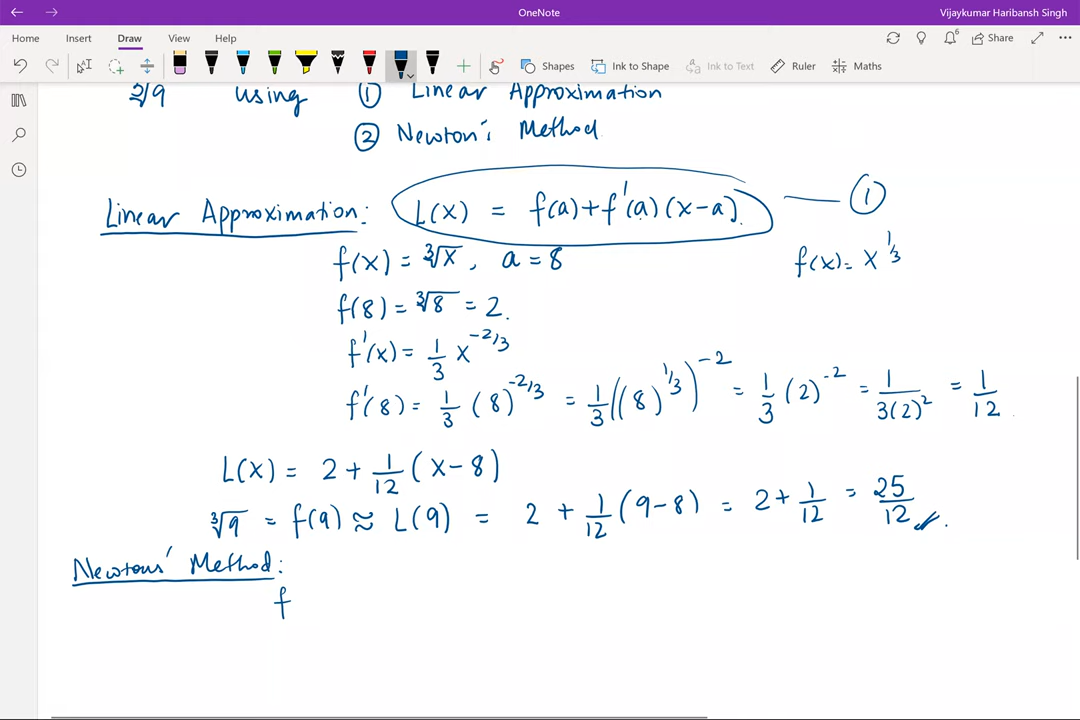 OneNote
Vijaykumar Haribansh Singh
Home Insert Draw View Help
Share
Shapes Ink to Shape Ink to Text Ruler Maths
∛9 using ① Linear Approximation
② Newton's Method
Linear Approximation: L(x) = f(a)+f'(a)(x-a). —— ①
f(x) = ∛x, a = 8 f(x) = x^1/3
f(8) = ∛8 = 2.
f'(x) = 1/3 x^-2/3
f'(8) = 1/3 (8)^-2/3 = 1/3((8)^1/3)^-2 = 1/3 (2)^-2 = 1/3(2)^2 = 1/12
L(x) = 2 + 1/12 (x-8)
∛9 = f(9) ≈ L(9) = 2 + 1/12 (9-8) = 2 + 1/12 = 25/12.
Newtons' Method:
f